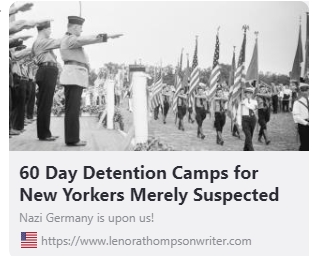 60 Day Detention Camps for
New Yorkers Merely Suspected
Nazi Germany is upon us!
https://www.lenorathompsonwriter.com